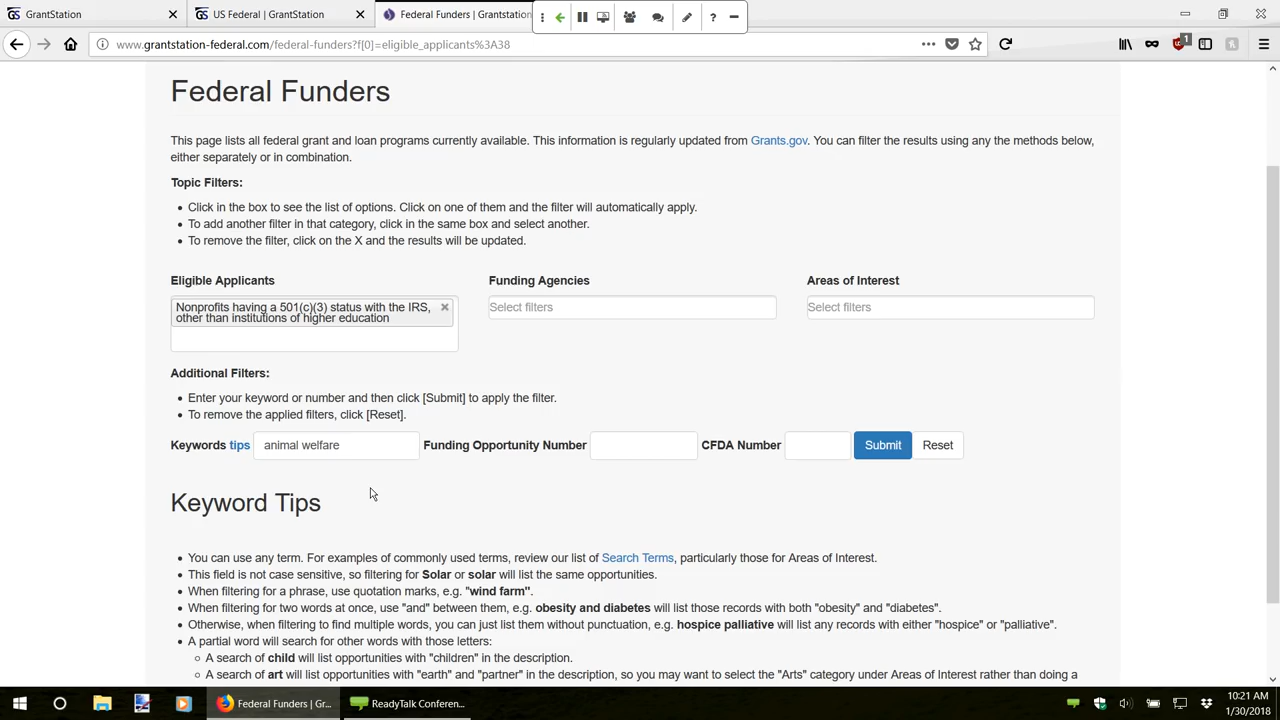 GrantStation
US Federal | GrantStation
Federal Funders | Grantstation
www.grantstation-federal.com/federal-funders?f[0]=eligible_applicants%3A38
1
Federal Funders
This page lists all federal grant and loan programs currently available. This information is regularly updated from Grants.gov. You can filter the results using any the methods below,
either separately or in combination.
Topic Filters:
Click in the box to see the list of options. Click on one of them and the filter will automatically apply.
To add another filter in that category, click in the same box and select another.
To remove the filter, click on the X and the results will be updated.
Eligible Applicants
Funding Agencies
Areas of Interest
Nonprofits having a 501(c)(3) status with the IRS,
other than institutions of higher education
Select filters
Select filters
Additional Filters:
Enter your keyword or number and then click [Submit] to apply the filter.
To remove the applied filters, click [Reset].
Keywords tips animal welfare Funding Opportunity Number CFDA Number Submit Reset
Keyword Tips
You can use any term. For examples of commonly used terms, review our list of Search Terms, particularly those for Areas of Interest.
This field is not case sensitive, so filtering for Solar or solar will list the same opportunities.
When filtering for a phrase, use quotation marks, e.g. "wind farm".
When filtering for two words at once, use "and" between them, e.g. obesity and diabetes will list those records with both "obesity" and "diabetes".
Otherwise, when filtering to find multiple words, you can just list them without punctuation, e.g. hospice palliative will list any records with either "hospice" or "palliative".
A partial word will search for other words with those letters:
A search of child will list opportunities with "children" in the description.
A search of art will list opportunities with "earth" and "partner" in the description, so you may want to select the "Arts" category under Areas of Interest rather than doing a
Federal Funders | Gr...
ReadyTalk Conferen...
10:21 AM
1/30/2018